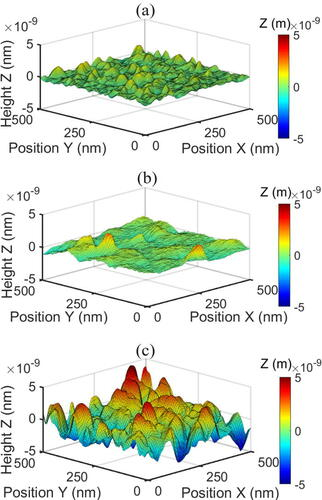 (a)
×10⁻⁹
Z (m) ×10⁻⁹
Height Z (nm)
5
0
-5
500
250
0
Position Y (nm)
0
250
500
Position X (nm)
5
0
-5
(b)
×10⁻⁹
Z (m) ×10⁻⁹
Height Z (nm)
5
0
-5
500
250
0
Position Y (nm)
0
250
500
Position X (nm)
5
0
-5
(c)
×10⁻⁹
Z (m) ×10⁻⁹
Height Z (nm)
5
0
-5
500
250
0
Position Y (nm)
0
250
500
Position X (nm)
5
0
-5